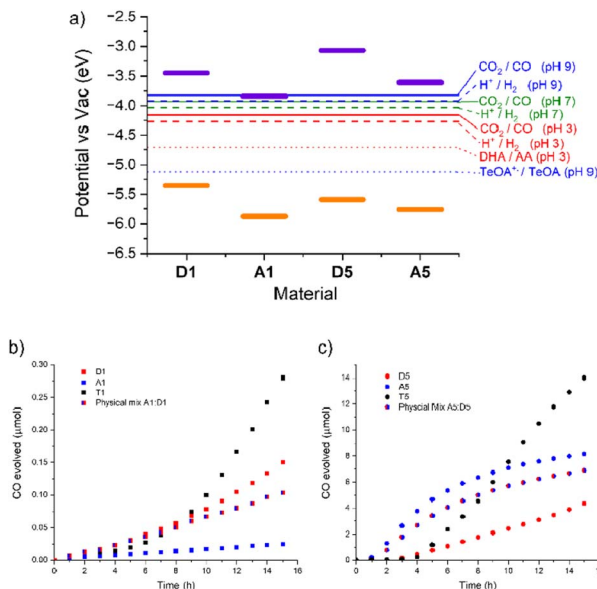 a)
Potential vs Vac (eV)
-2.5
-3.0
-3.5
-4.0
-4.5
-5.0
-5.5
-6.0
-6.5
CO2 / CO (pH 9)
H+ / H2 (pH 9)
CO2 / CO (pH 7)
H+ / H2 (pH 7)
CO2 / CO (pH 3)
H+ / H2 (pH 3)
DHA / AA (pH 3)
TeOA+· / TeOA (pH 9)
D1 A1 D5 A5
Material
b)
CO evolved (μmol)
0.30
0.25
0.20
0.15
0.10
0.05
0.00
D1
A1
T1
Physical mix A1:D1
0 2 4 6 8 10 12 14 16
Time (h)
c)
CO evolved (μmol)
14
12
10
8
6
4
2
0
D5
A5
T5
Physcial Mix A5:D5
0 2 4 6 8 10 12 14 16
Time (h)